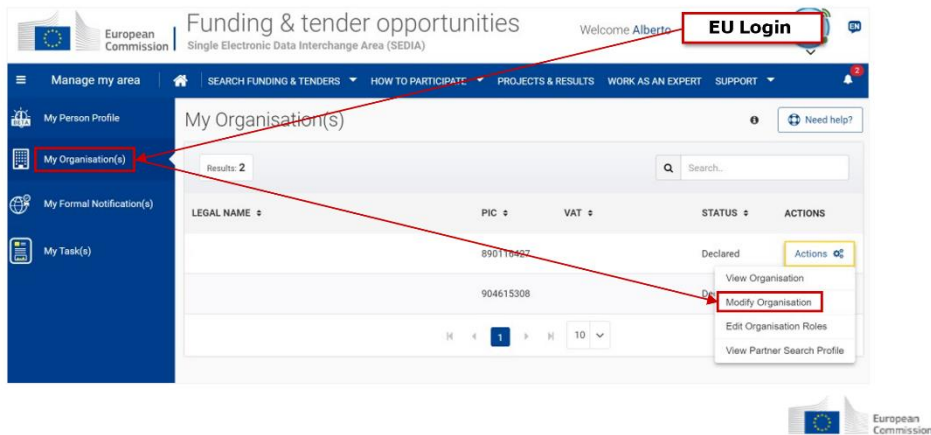 European
Commission
Funding & tender opportunities
Single Electronic Data Interchange Area (SEDIA)
Welcome Alberto
EU Login
EN
Manage my area
SEARCH FUNDING & TENDERS
HOW TO PARTICIPATE
PROJECTS & RESULTS
WORK AS AN EXPERT
SUPPORT
2
BETA
My Person Profile
My Organisation(s)
My Formal Notification(s)
My Task(s)
My Organisation(s)
Need help?
Results: 2
Search..
LEGAL NAME
PIC
VAT
STATUS
ACTIONS
890116427
Declared
Actions
904615308
View Organisation
Modify Organisation
Edit Organisation Roles
View Partner Search Profile
1
10
European
Commission